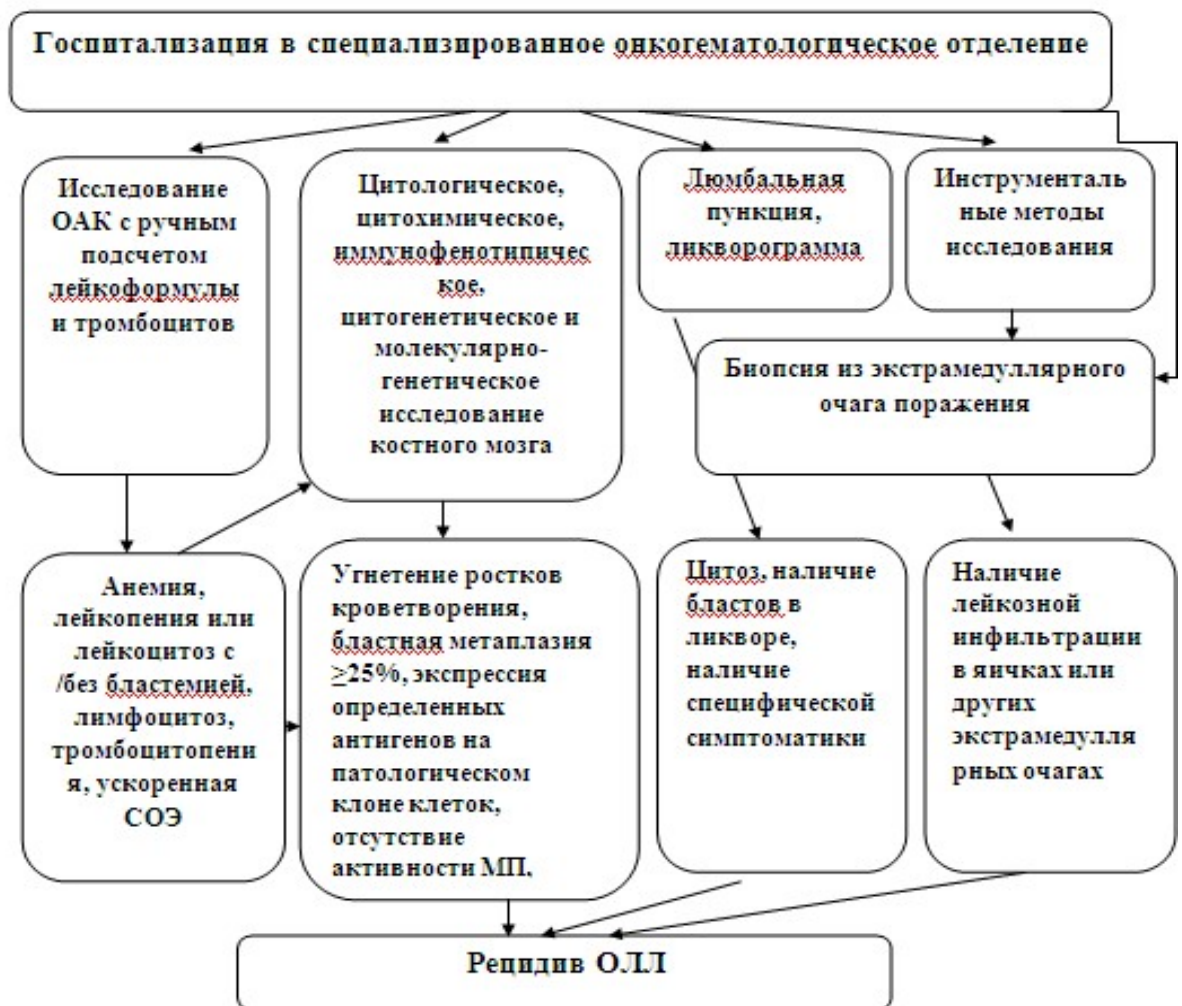 Госпитализация в специализированное онкогематологическое отделение
Исследование
ОАК с ручным
подсчетом
лейкоформулы
и тромбоцитов
Цитологическое,
цитохимическое,
иммунофенотипичес
кое,
цитогенетическое и
молекулярно-
генетическое
исследование
костного мозга
Люмбальная
пункция,
ликворограмма
Инструменталь
ные методы
исследования
Биопсия из экстрамедуллярного
очага поражения
Анемия,
лейкопения или
лейкоцитоз с
/без бластемией,
лимфоцитоз,
тромбоцитопени
я, ускоренная
СОЭ
Угнетение ростков
кроветворения,
бластная метаплазия
≥25%, экспрессия
определенных
антигенов на
патологическом
клоне клеток,
отсутствие
активности МП,
Цитоз, наличие
бластов в
ликворе,
наличие
специфической
симптоматики
Наличие
лейкозной
инфильтрации
в яичках или
других
экстрамедулля
рных очагах
Рецидив ОЛЛ